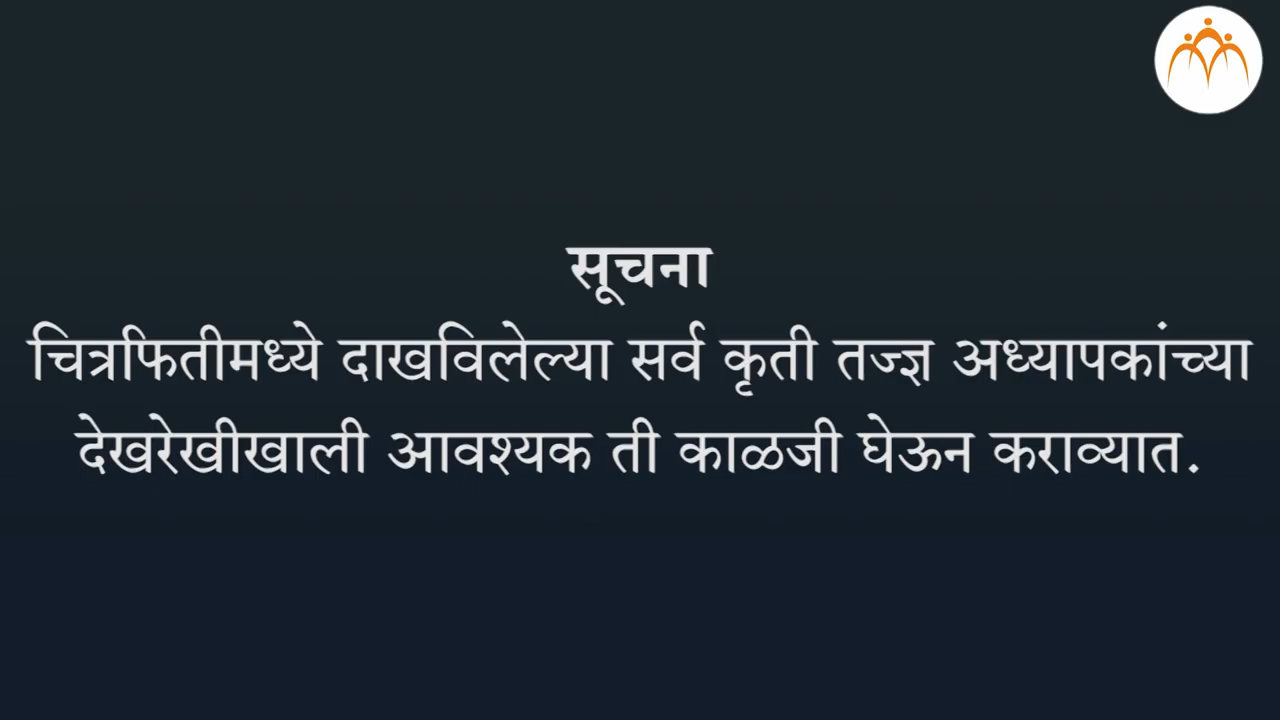 सूचना
चित्रफितीमध्ये दाखविलेल्या सर्व कृती तज्ज्ञ अध्यापकांच्या
देखरेखीखाली आवश्यक ती काळजी घेऊन कराव्यात.